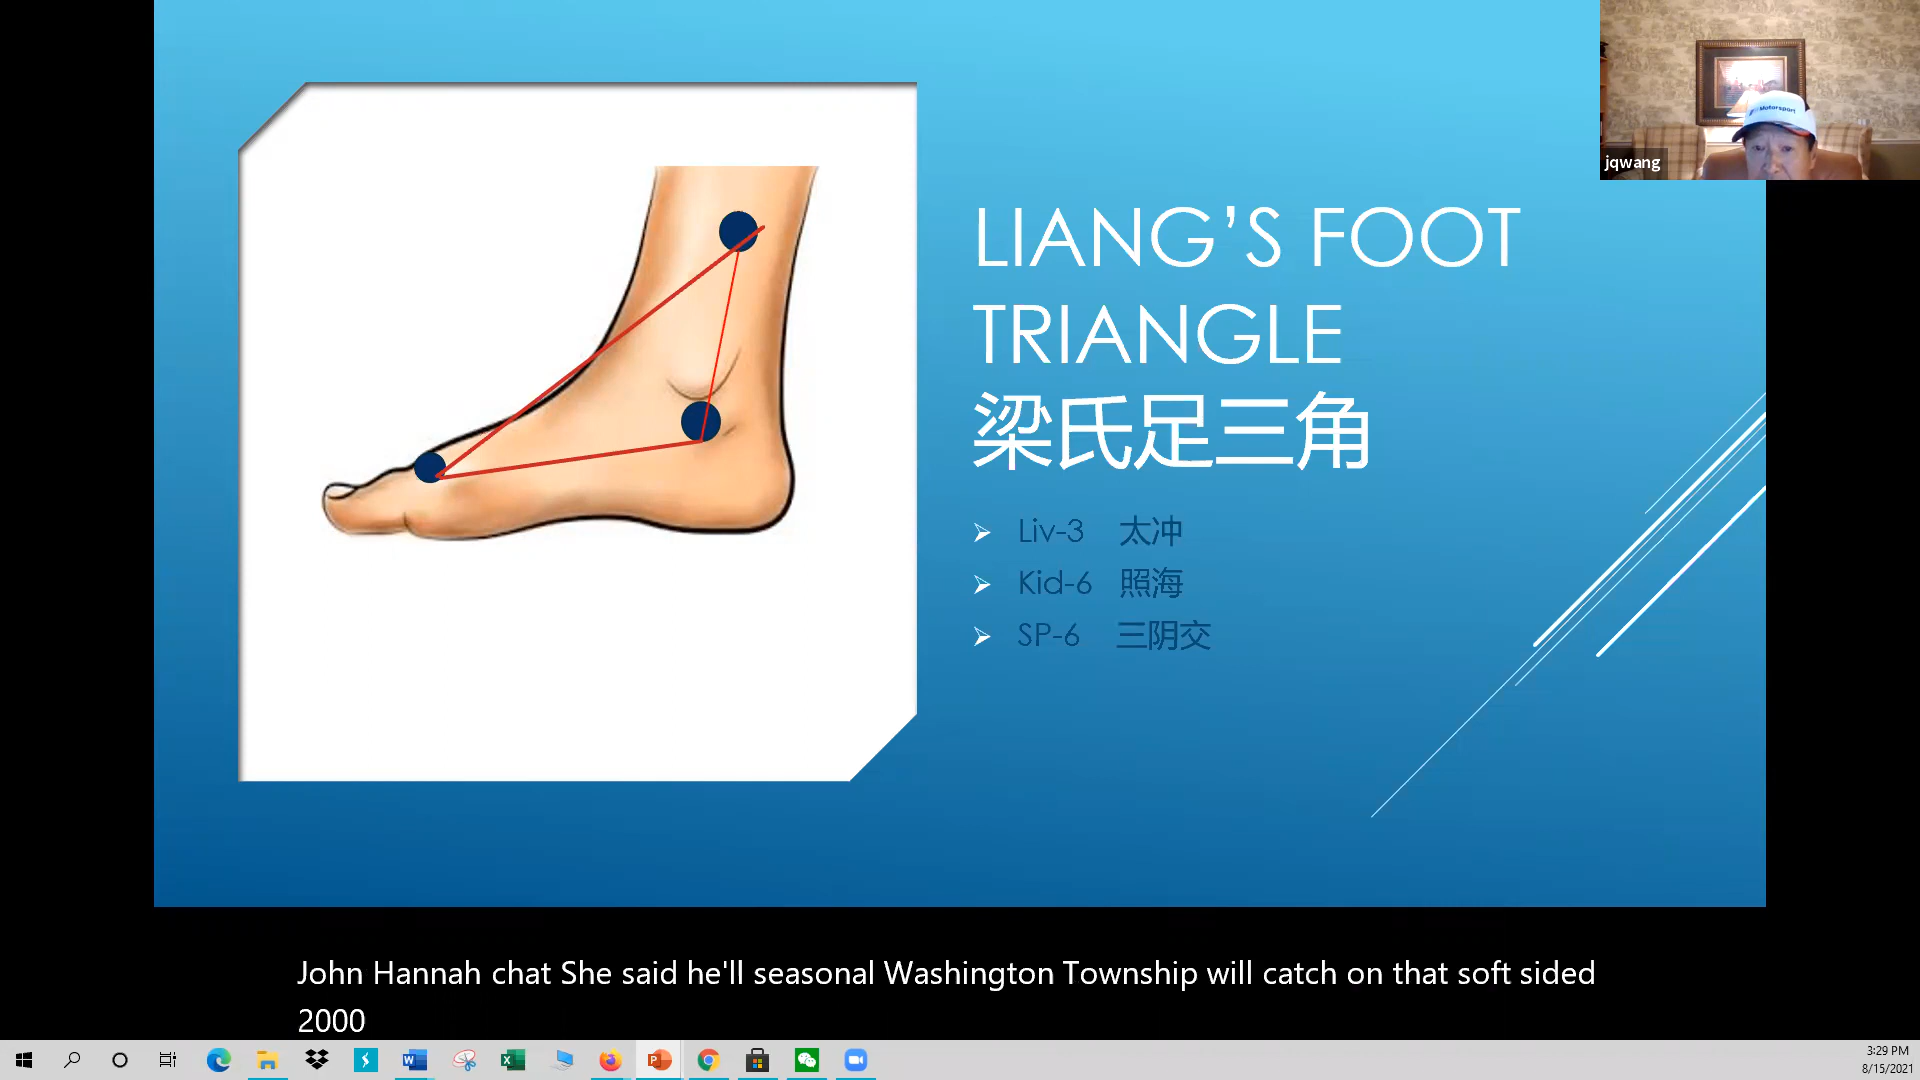 Motorsport
jqwang
LIANG'S FOOT
TRIANGLE
梁氏足三角
Liv-3 太冲
Kid-6 照海
SP-6 三阴交
John Hannah chat She said he'll seasonal Washington Township will catch on that soft sided
2000
3:29 PM
8/15/2021